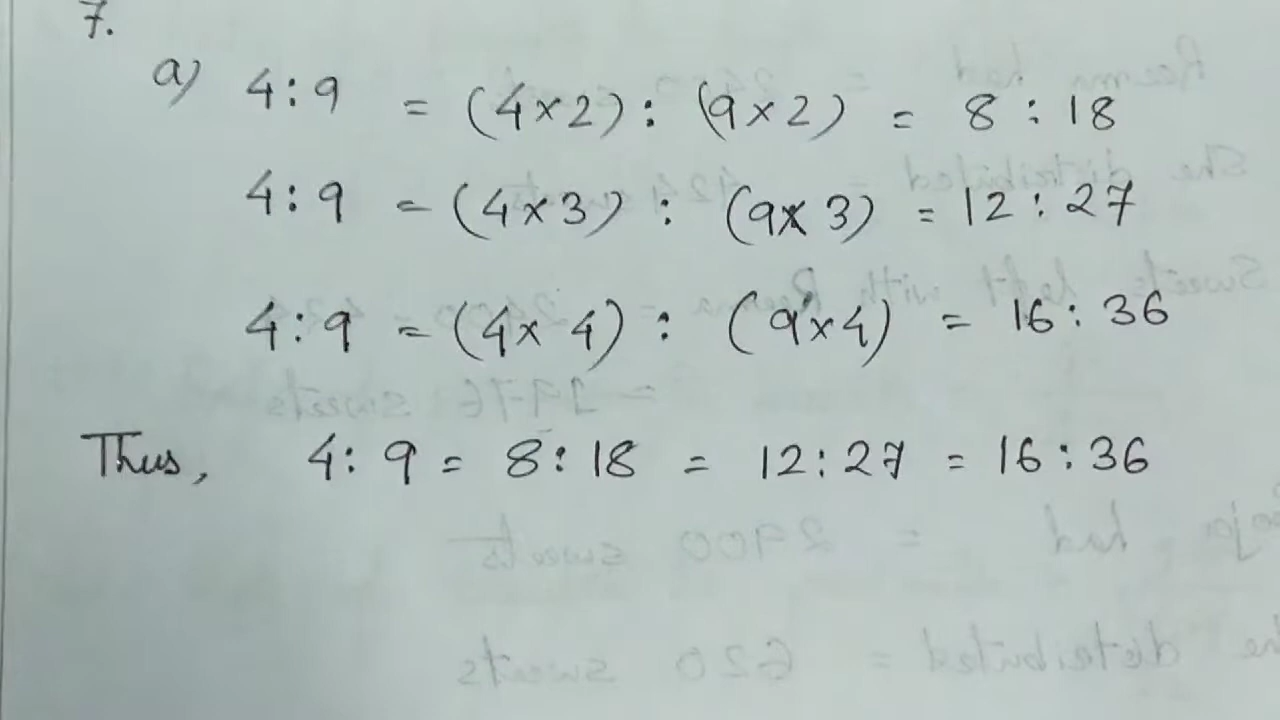 7.
a) 4 : 9 = (4 × 2) : (9 × 2) = 8 : 18
4 : 9 = (4 × 3) : (9 × 3) = 12 : 27
4 : 9 = (4 × 4) : (9 × 4) = 16 : 36
Thus, 4 : 9 = 8 : 18 = 12 : 27 = 16 : 36